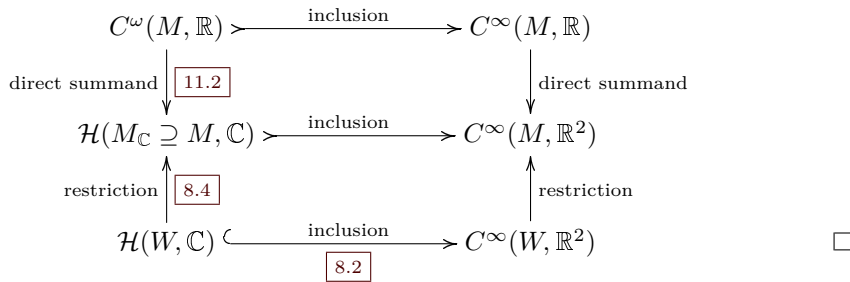 C^ω(M, ℝ) inclusion C^∞(M, ℝ)
direct summand 11.2 direct summand
ℋ(M_ℂ ⊇ M, ℂ) inclusion C^∞(M, ℝ²)
restriction 8.4 restriction
ℋ(W, ℂ) inclusion C^∞(W, ℝ²) □
8.2